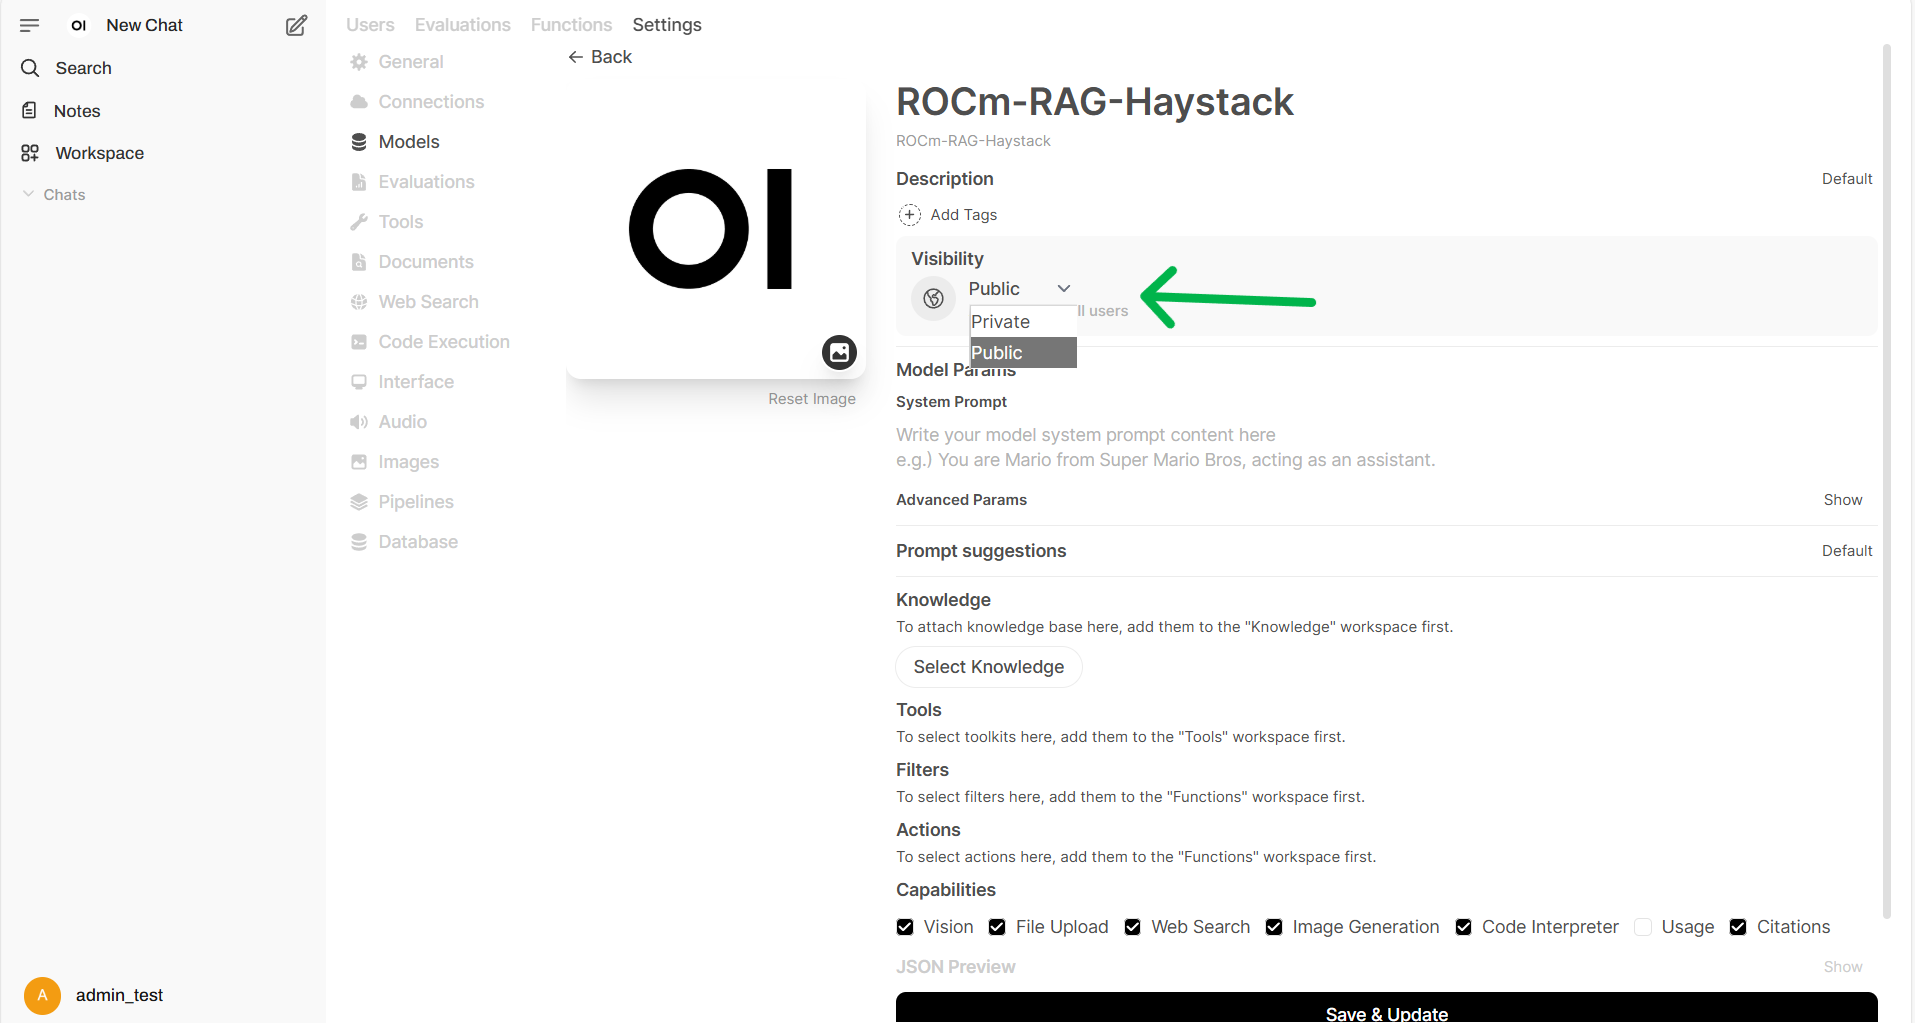 OI New Chat
Search
Notes
Workspace
Chats
A admin_test
Users Evaluations Functions Settings
General
Connections
Models
Evaluations
Tools
Documents
Web Search
Code Execution
Interface
Audio
Images
Pipelines
Database
Back
OI
Reset Image
ROCm-RAG-Haystack
ROCm-RAG-Haystack
Description Default
Add Tags
Visibility
Public
ll users
Private
Public
Model Params
System Prompt
Write your model system prompt content here
e.g.) You are Mario from Super Mario Bros, acting as an assistant.
Advanced Params Show
Prompt suggestions Default
Knowledge
To attach knowledge base here, add them to the "Knowledge" workspace first.
Select Knowledge
Tools
To select toolkits here, add them to the "Tools" workspace first.
Filters
To select filters here, add them to the "Functions" workspace first.
Actions
To select actions here, add them to the "Functions" workspace first.
Capabilities
Vision File Upload Web Search Image Generation Code Interpreter Usage Citations
JSON Preview Show
Save & Update